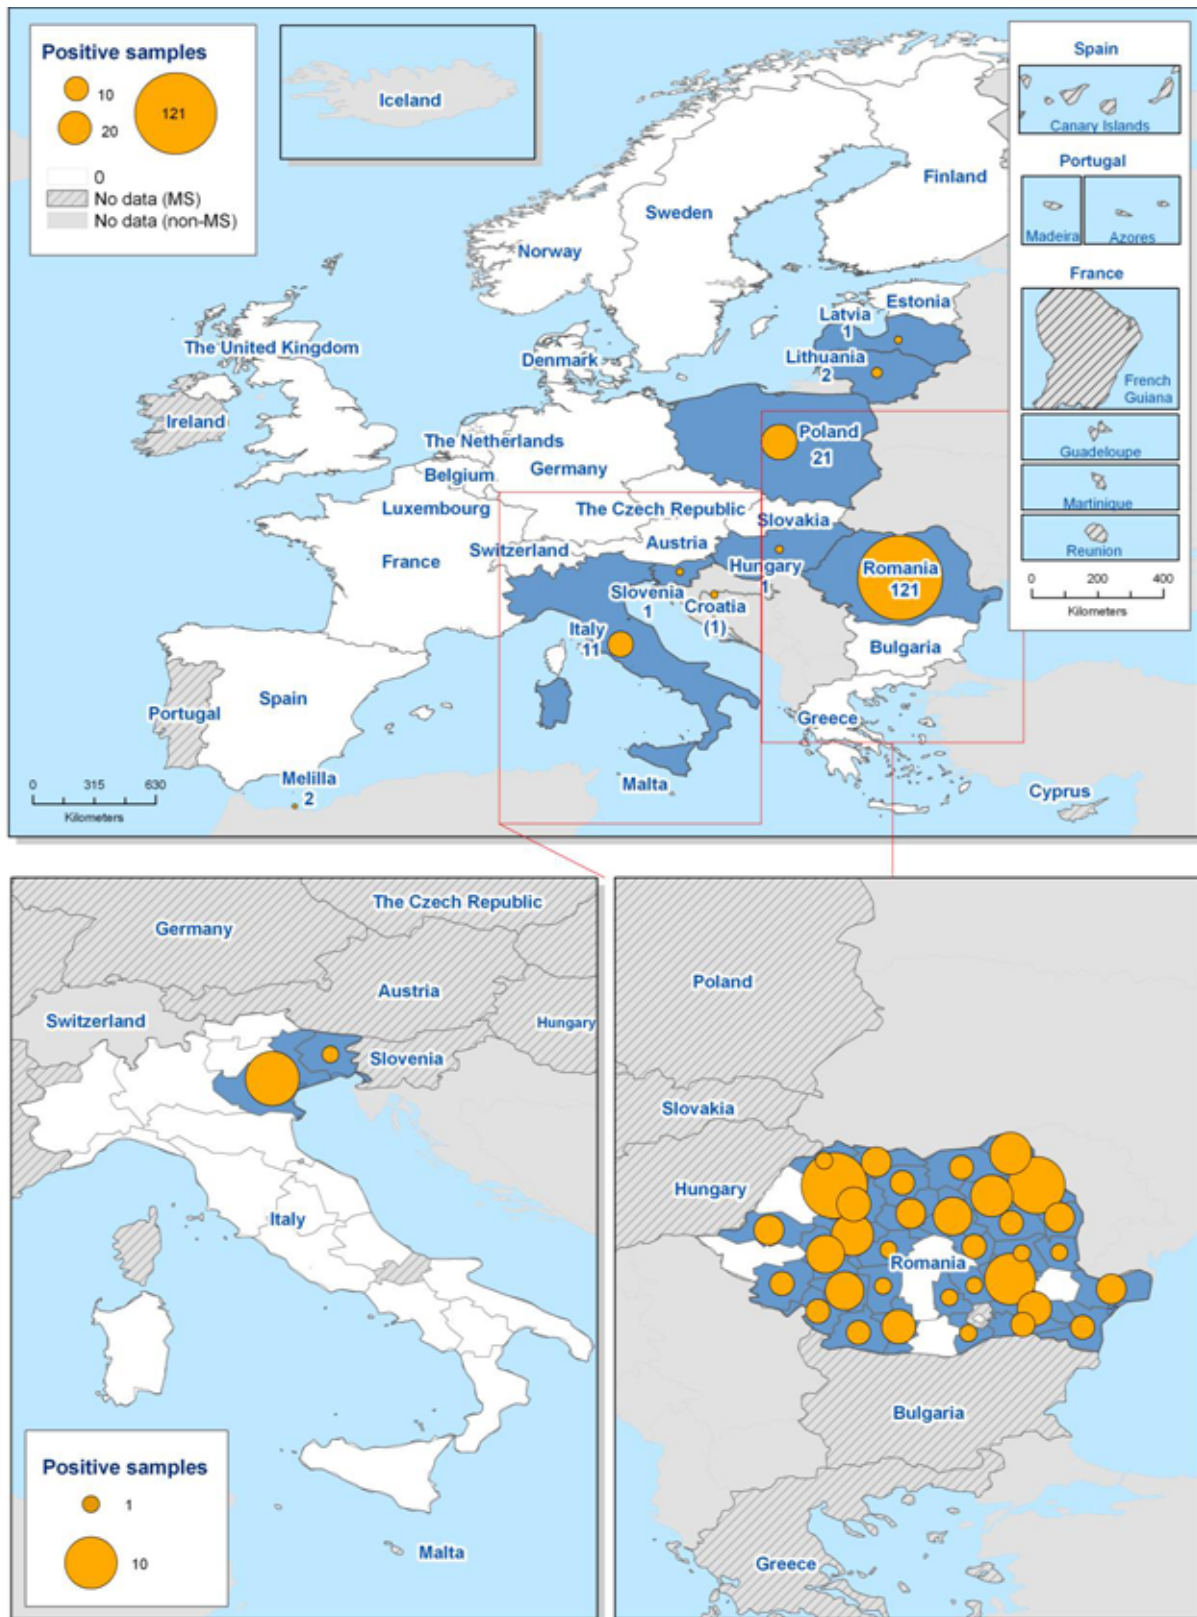 Positive samples
10
20
121
0
No data (MS)
No data (non-MS)
Iceland
Spain
Canary Islands
Portugal
Madeira
Azores
France
French
Guiana
Guadeloupe
Martinique
Reunion
0 200 400
Kilometers
Finland
Sweden
Norway
Estonia
Latvia
1
Lithuania
2
The United Kingdom
Denmark
Ireland
The Netherlands
Belgium
Germany
Poland
21
Luxembourg
The Czech Republic
Slovakia
France
Switzerland
Austria
Hungary
1
Romania
121
Slovenia
1
Croatia
(1)
Italy
11
Bulgaria
Spain
Portugal
Greece
Melilla
2
Malta
Cyprus
0 315 630
Kilometers
The Czech Republic
Germany
Austria
Switzerland
Hungary
Slovenia
Italy
Positive samples
1
10
Malta
Poland
Slovakia
Hungary
Romania
Bulgaria
Greece